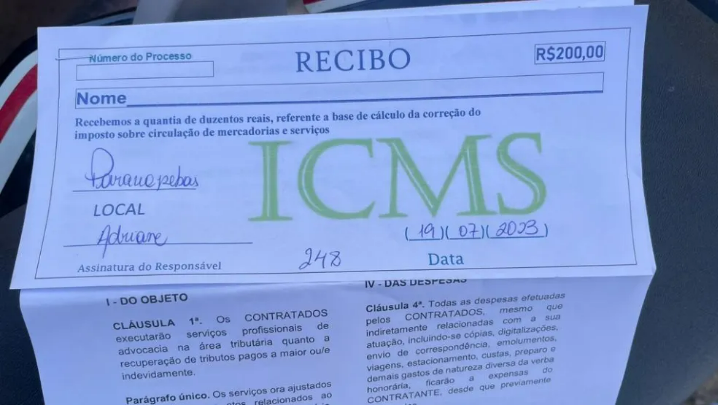 Número do Processo
RECIBO
R$200,00
Nome
Recebemos a quantia de duzentos reais, referente a base de cálculo da correção do
imposto sobre circulação de mercadorias e serviços
ICMS
Parauapebas
LOCAL
Adriane
Assinatura do Responsável
248
(19)(07)(2023)
Data
I - DO OBJETO
CLÁUSULA 1ª. Os CONTRATADOS
executarão serviços profissionais de
advocacia na área tributária quanto a
recuperação de tributos pagos a maior ou/e
indevidamente.
Parágrafo único. Os serviços ora ajustados
relacionados ao
IV - DAS DESPESAS
Cláusula 4ª. Todas as despesas efetuadas
pelos CONTRATADOS, mesmo que
indiretamente relacionadas com a sua
atuação, incluindo-se cópias, digitalizações,
envio de correspondência, emolumentos,
viagens, estacionamento, custas, preparo e
demais gastos de natureza diversa da verba
honorária, ficarão a expensas do
CONTRATANTE, desde que previamente